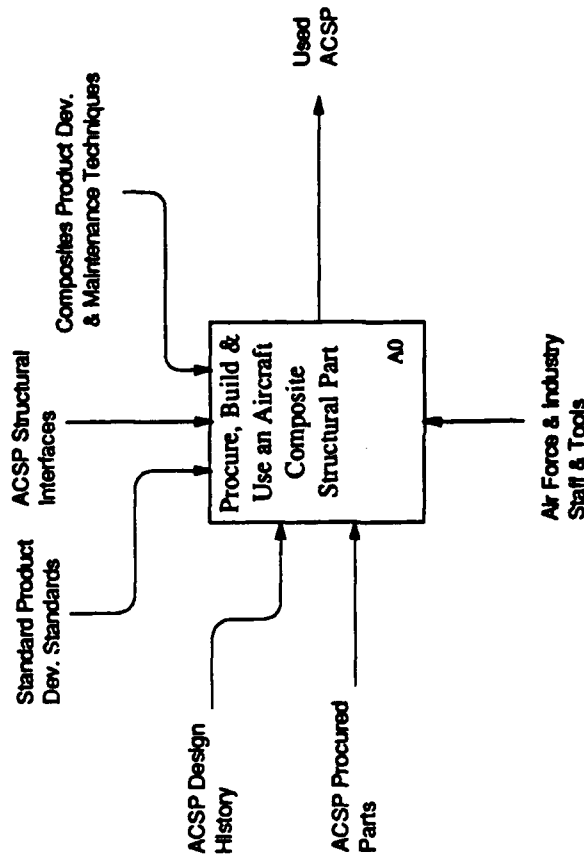 Standard Product
Dev. Standards
ACSP Structural
Interfaces
Composites Product Dev.
& Maintenance Techniques
ACSP Design
History
ACSP Procured
Parts
Procure, Build &
Use an Aircraft
Composite
Structural Part
A0
Used
ACSP
Air Force & Industry
Staff & Tools